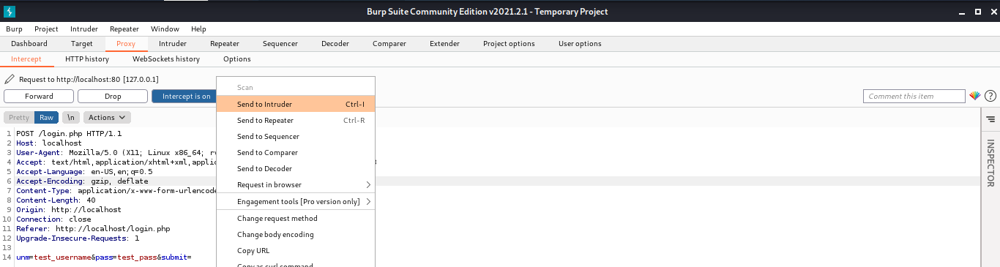 Burp Suite Community Edition v2021.2.1 - Temporary Project
Burp Project Intruder Repeater Window Help
Dashboard Target Proxy Intruder Repeater Sequencer Decoder Comparer Extender Project options User options
Intercept HTTP history WebSockets history Options
Request to http://localhost:80 [127.0.0.1]
Forward Drop Intercept is on Comment this item ?
Pretty Raw \n Actions
1 POST /login.php HTTP/1.1
2 Host: localhost
3 User-Agent: Mozilla/5.0 (X11; Linux x86_64;
4 Accept: text/html,application/xhtml+xml,applic
5 Accept-Language: en-US,en;q=0.5
6 Accept-Encoding: gzip, deflate
7 Content-Type: application/x-www-form-urlencode
8 Content-Length: 40
9 Origin: http://localhost
10 Connection: close
11 Referer: http://localhost/login.php
12 Upgrade-Insecure-Requests: 1
13
14 unm=test_username&pass=test_pass&submit=
Scan
Send to Intruder Ctrl-I
Send to Repeater Ctrl-R
Send to Sequencer
Send to Comparer
Send to Decoder
Request in browser
Engagement tools [Pro version only]
Change request method
Change body encoding
Copy URL
Copy as curl command
INSPECTOR